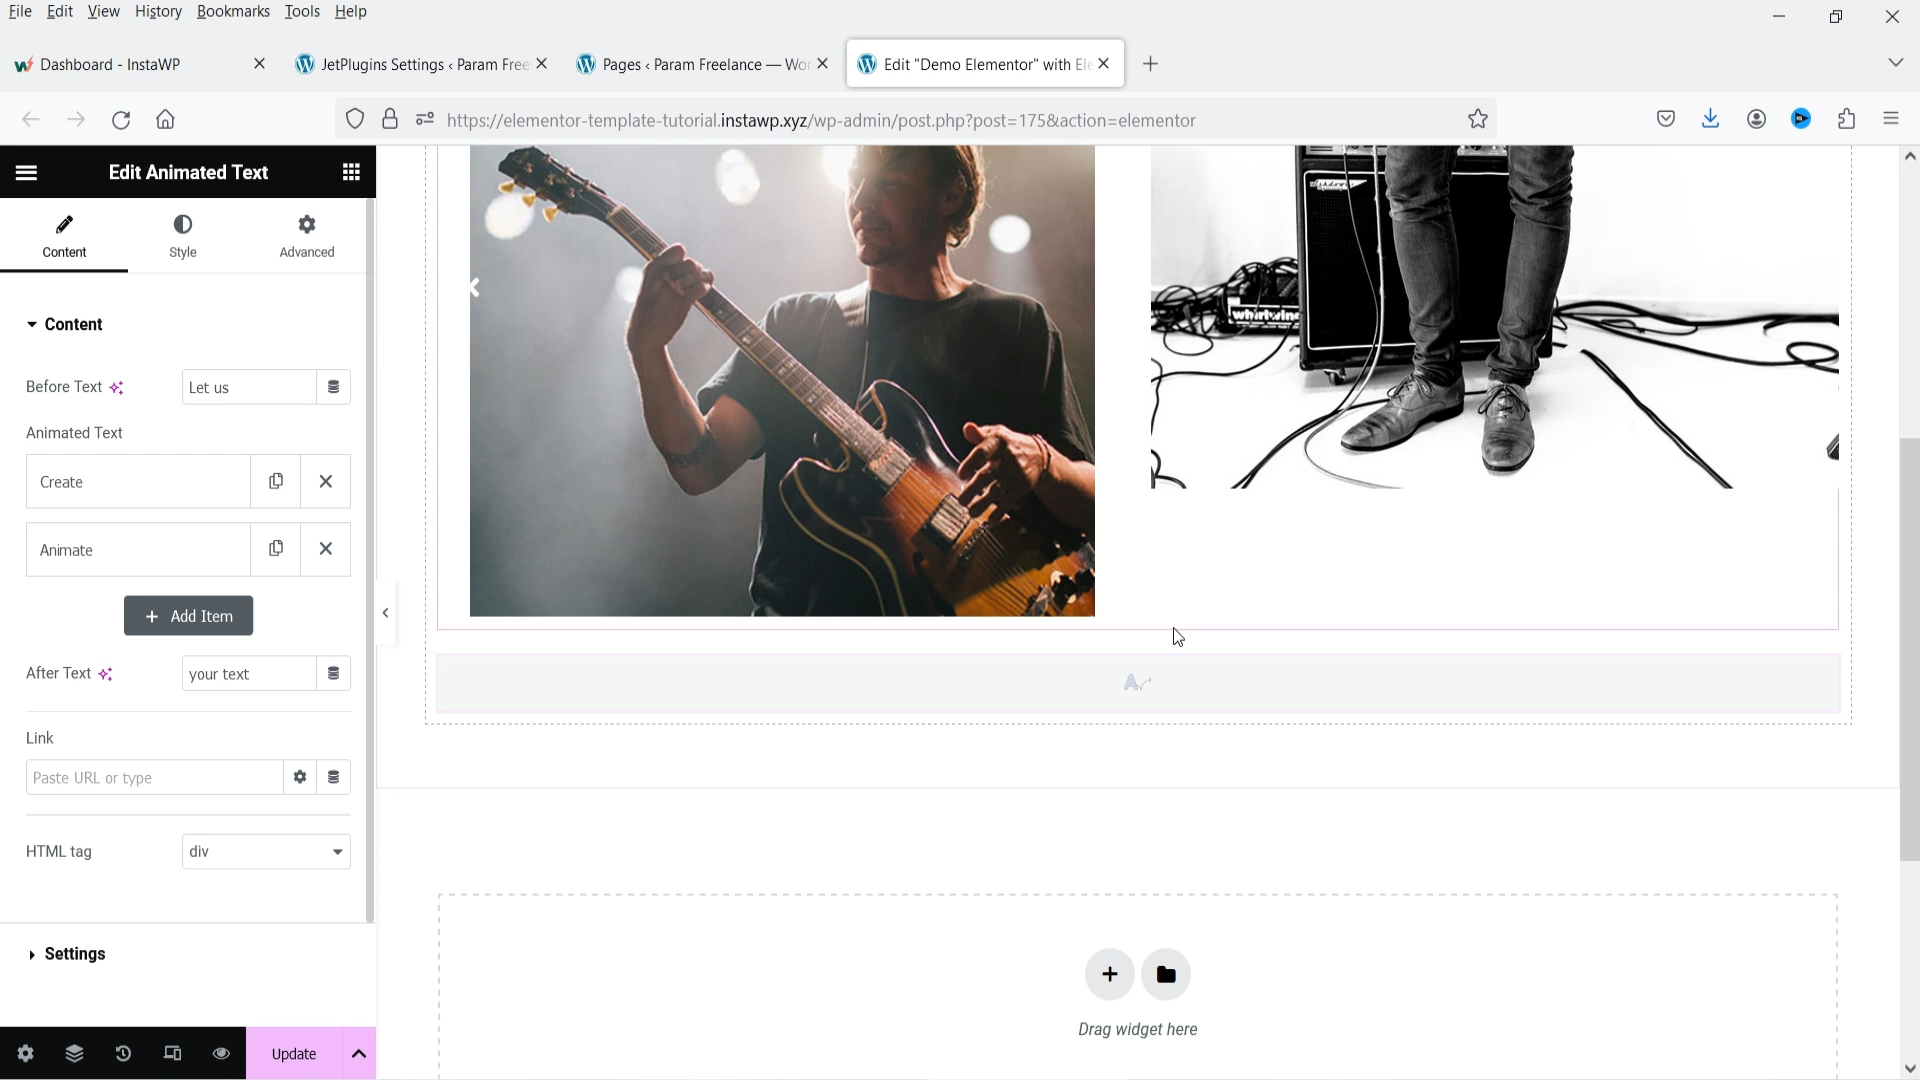 File Edit View History Bookmarks Tools Help
Dashboard - InstaWP
JetPlugins Settings ‹ Param Free
Pages ‹ Param Freelance — Wor
Edit "Demo Elementor" with Ele
https://elementor-template-tutorial.instawp.xyz/wp-admin/post.php?post=175&action=elementor
Edit Animated Text
Content
Style
Advanced
Content
Before Text
Let us
Animated Text
Create
Animate
Add Item
After Text
your text
Link
Paste URL or type
HTML tag
div
Settings
Update
whirlwind
Drag widget here